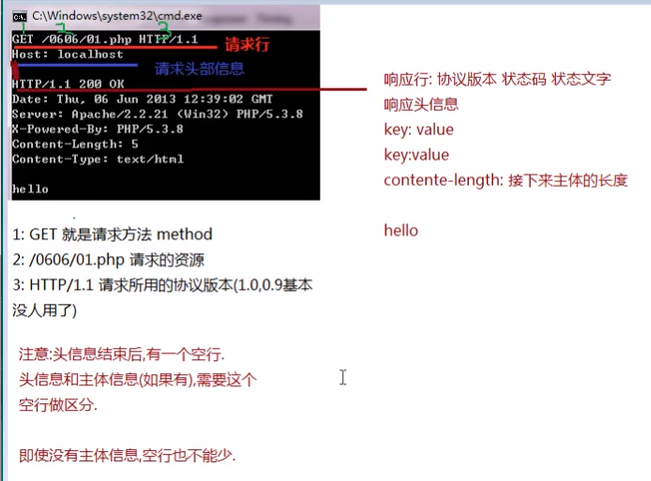 C:\Windows\system32\cmd.exe
1 2 3
GET /0606/01.php HTTP/1.1
请求行
Host: localhost
请求头部信息
HTTP/1.1 200 OK
Date: Thu, 06 Jun 2013 12:39:02 GMT
Server: Apache/2.2.21 (Win32) PHP/5.3.8
X-Powered-By: PHP/5.3.8
Content-Length: 5
Content-Type: text/html
hello
响应行: 协议版本 状态码 状态文字
响应头信息
key: value
key:value
contente-length: 接下来主体的长度
hello
1: GET 就是请求方法 method
2: /0606/01.php 请求的资源
3: HTTP/1.1 请求所用的协议版本(1.0,0.9基本
没人用了)
注意:头信息结束后,有一个空行.
头信息和主体信息(如果有),需要这个
空行做区分.
即使没有主体信息,空行也不能少.